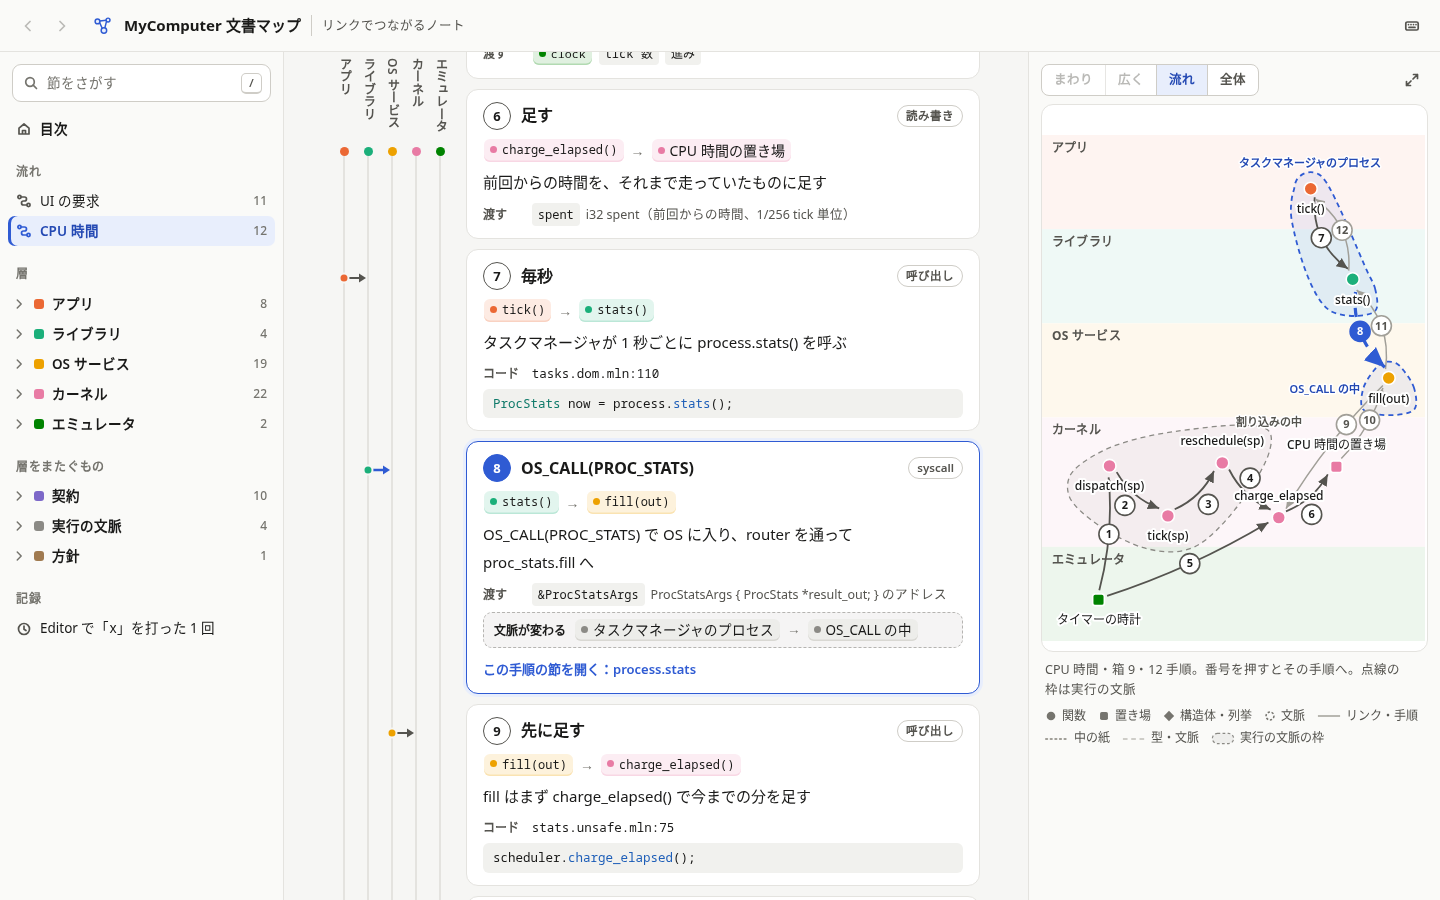 MyComputer 文書マップ
リンクでつながるノート
節をさがす
/
目次
流れ
UI の要求 11
CPU 時間 12
層
アプリ 8
ライブラリ 4
OS サービス 19
カーネル 22
エミュレータ 2
層をまたぐもの
契約 10
実行の文脈 4
方針 1
記録
Editor で「x」を打った 1 回
アプリ
ライブラリ
OS サービス
カーネル
エミュレータ
渡す clock tick 数 進み
6 足す 読み書き
charge_elapsed() → CPU 時間の置き場
前回からの時間を、それまで走っていたものに足す
渡す spent i32 spent（前回からの時間、1/256 tick 単位）
7 毎秒 呼び出し
tick() → stats()
タスクマネージャが 1 秒ごとに process.stats() を呼ぶ
コード tasks.dom.mln:110
ProcStats now = process.stats();
8 OS_CALL(PROC_STATS) syscall
stats() → fill(out)
OS_CALL(PROC_STATS) で OS に入り、router を通って
proc_stats.fill へ
渡す &ProcStatsArgs ProcStatsArgs { ProcStats *result_out; } のアドレス
文脈が変わる タスクマネージャのプロセス → OS_CALL の中
この手順の節を開く：process.stats
9 先に足す 呼び出し
fill(out) → charge_elapsed()
fill はまず charge_elapsed() で今までの分を足す
コード stats.unsafe.mln:75
scheduler.charge_elapsed();
まわり 広く 流れ 全体
アプリ
タスクマネージャのプロセス
tick()
7 12
ライブラリ
stats()
8 11
OS サービス
OS_CALL の中
fill(out)
9 10
カーネル
割り込みの中
reschedule(sp)
CPU 時間の置き場
dispatch(sp)
4
charge_elapsed
2 3 6
tick(sp)
1
エミュレータ
5
タイマーの時計
CPU 時間・箱 9・12 手順。番号を押すとその手順へ。点線の
枠は実行の文脈
関数 置き場 構造体・列挙 文脈 リンク・手順
中の紙 型・文脈 実行の文脈の枠